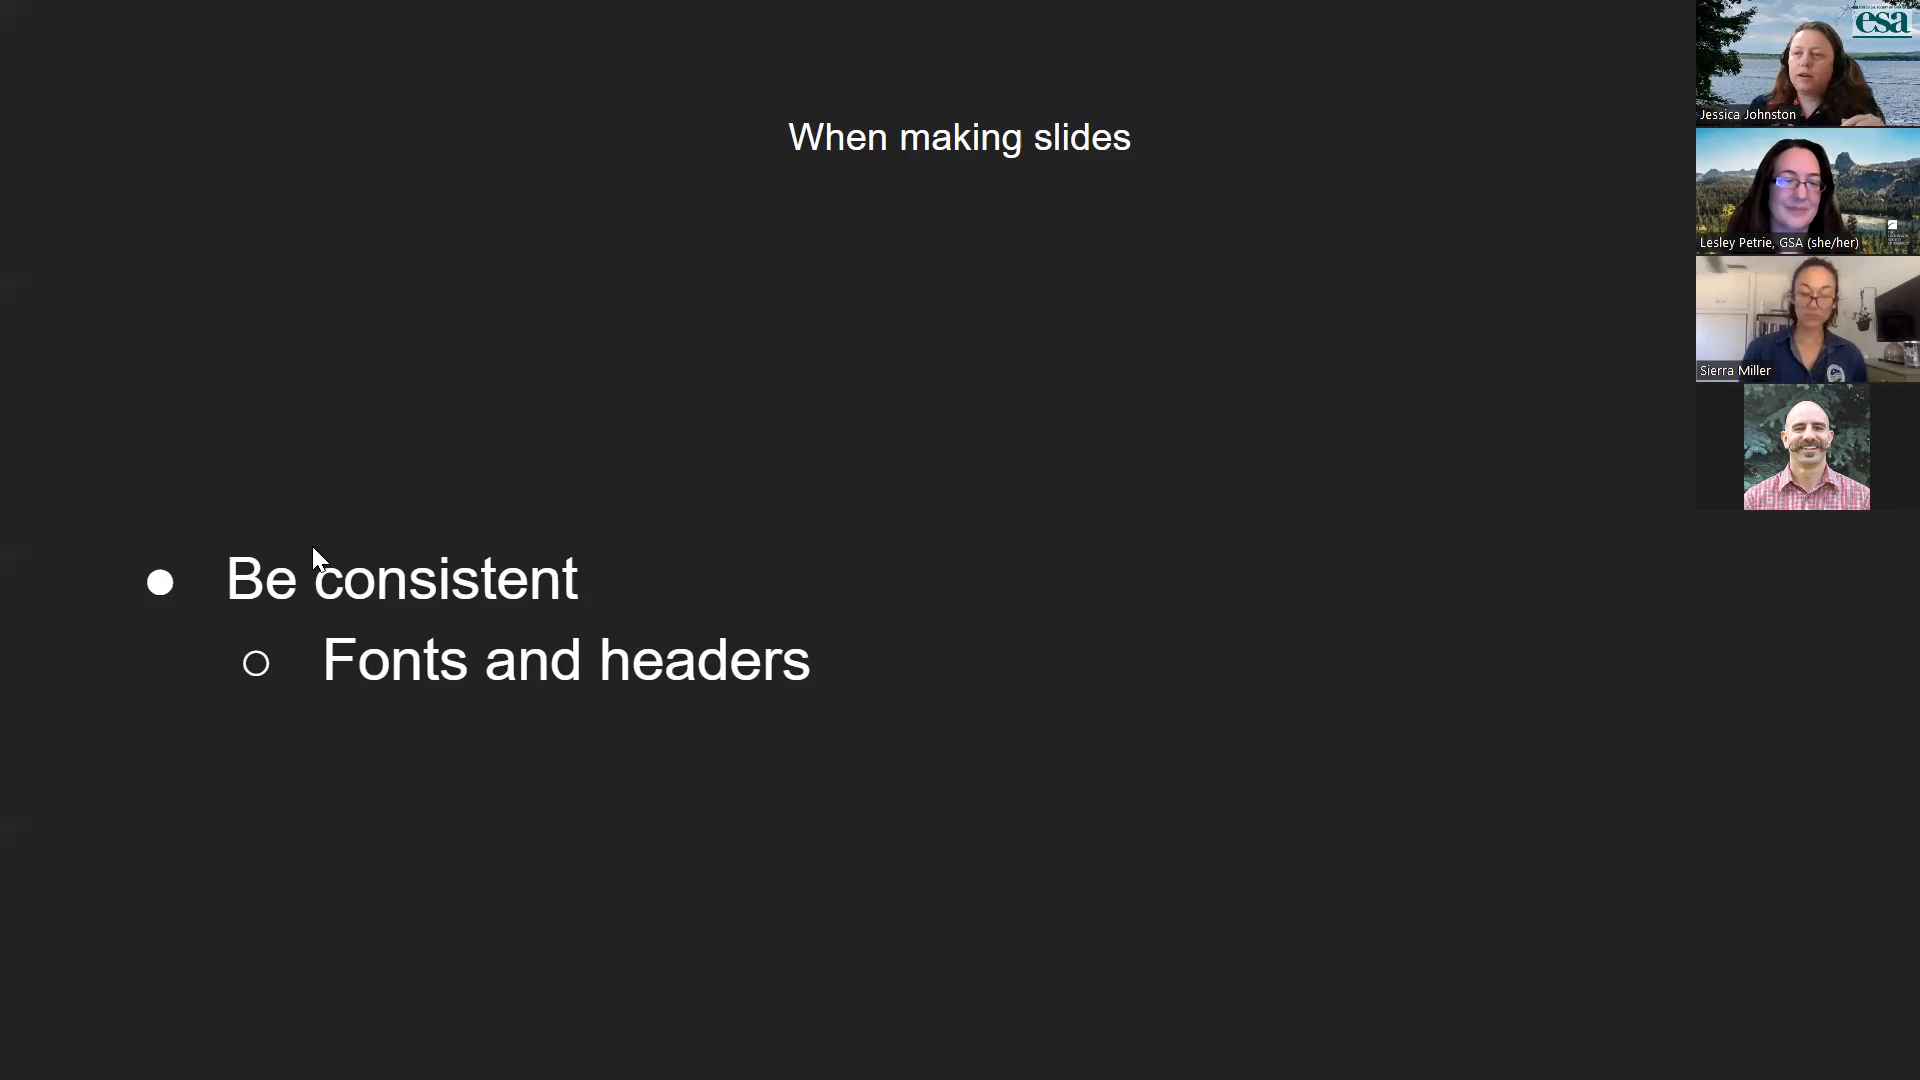 When making slides
● Be consistent
○ Fonts and headers
esa
Jessica Johnston
Lesley Petrie, GSA (she/her)
Sierra Miller